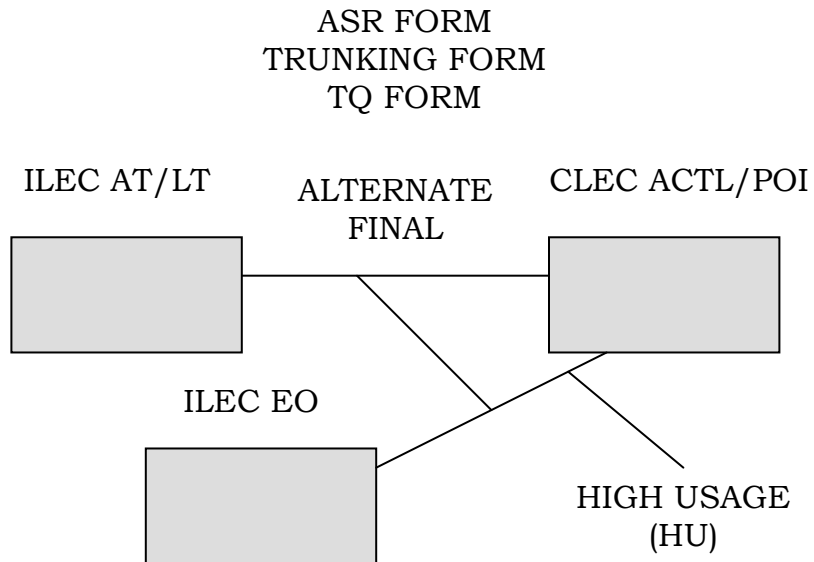 ASR FORM
TRUNKING FORM
TQ FORM
ILEC AT/LT
ALTERNATE
FINAL
CLEC ACTL/POI
ILEC EO
HIGH USAGE
(HU)